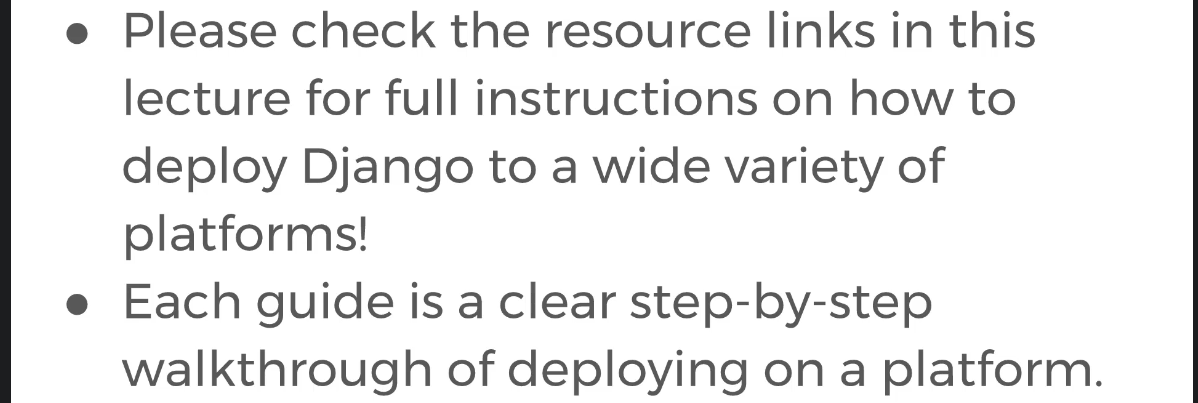 ● Please check the resource links in this
lecture for full instructions on how to
deploy Django to a wide variety of
platforms!
● Each guide is a clear step-by-step
walkthrough of deploying on a platform.